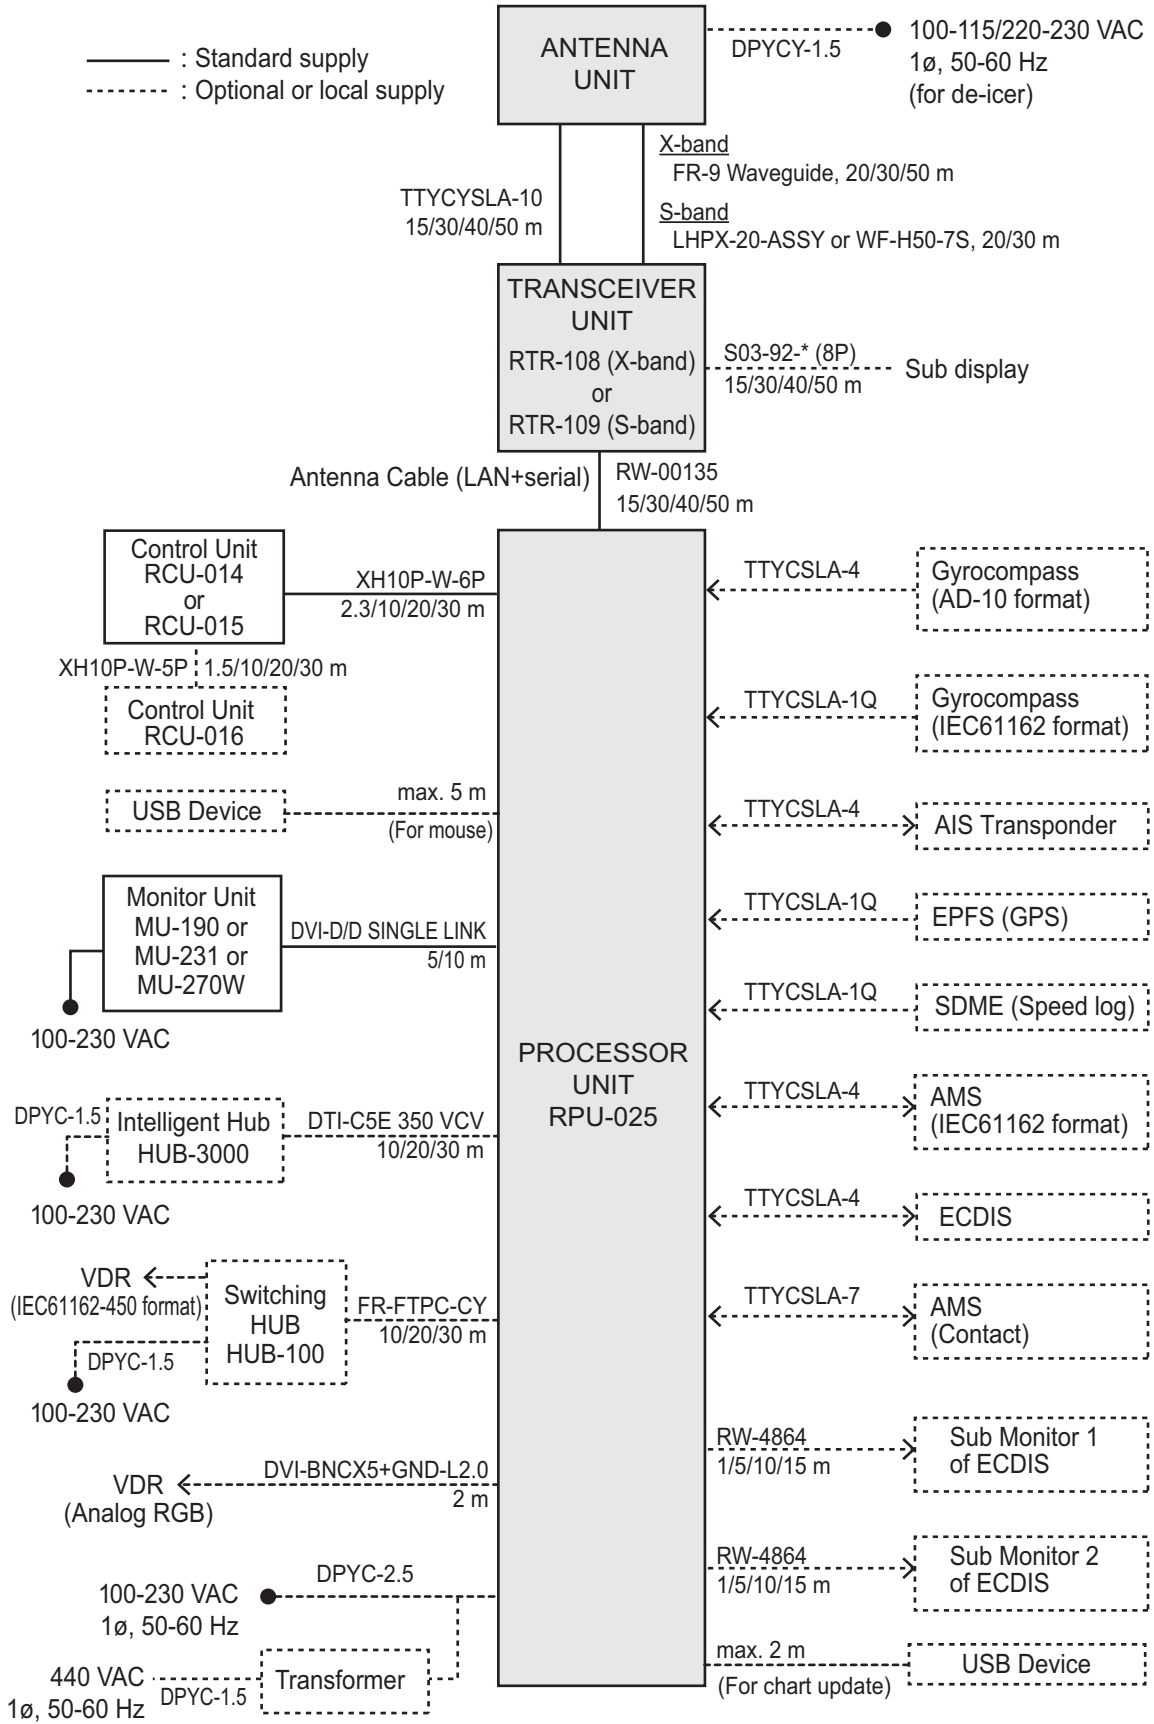 ANTENNA
UNIT
DPYCY-1.5
100-115/220-230 VAC
1ø, 50-60 Hz
(for de-icer)
: Standard supply
: Optional or local supply
X-band
FR-9 Waveguide, 20/30/50 m
TTYCYSLA-10
15/30/40/50 m
S-band
LHPX-20-ASSY or WF-H50-7S, 20/30 m
TRANSCEIVER
UNIT
RTR-108 (X-band)
or
RTR-109 (S-band)
S03-92-* (8P)
15/30/40/50 m
Sub display
Antenna Cable (LAN+serial)
RW-00135
15/30/40/50 m
Control Unit
RCU-014
or
RCU-015
XH10P-W-6P
2.3/10/20/30 m
XH10P-W-5P
1.5/10/20/30 m
Control Unit
RCU-016
USB Device
max. 5 m
(For mouse)
Monitor Unit
MU-190 or
MU-231 or
MU-270W
DVI-D/D SINGLE LINK
5/10 m
100-230 VAC
DPYC-1.5
Intelligent Hub
HUB-3000
DTI-C5E 350 VCV
10/20/30 m
100-230 VAC
VDR
(IEC61162-450 format)
Switching
HUB
HUB-100
FR-FTPC-CY
10/20/30 m
DPYC-1.5
100-230 VAC
VDR
(Analog RGB)
DVI-BNCX5+GND-L2.0
2 m
100-230 VAC
1ø, 50-60 Hz
DPYC-2.5
440 VAC
1ø, 50-60 Hz
DPYC-1.5
Transformer
PROCESSOR
UNIT
RPU-025
TTYCSLA-4
Gyrocompass
(AD-10 format)
TTYCSLA-1Q
Gyrocompass
(IEC61162 format)
TTYCSLA-4
AIS Transponder
TTYCSLA-1Q
EPFS (GPS)
TTYCSLA-1Q
SDME (Speed log)
TTYCSLA-4
AMS
(IEC61162 format)
TTYCSLA-4
ECDIS
TTYCSLA-7
AMS
(Contact)
RW-4864
1/5/10/15 m
Sub Monitor 1
of ECDIS
RW-4864
1/5/10/15 m
Sub Monitor 2
of ECDIS
max. 2 m
(For chart update)
USB Device